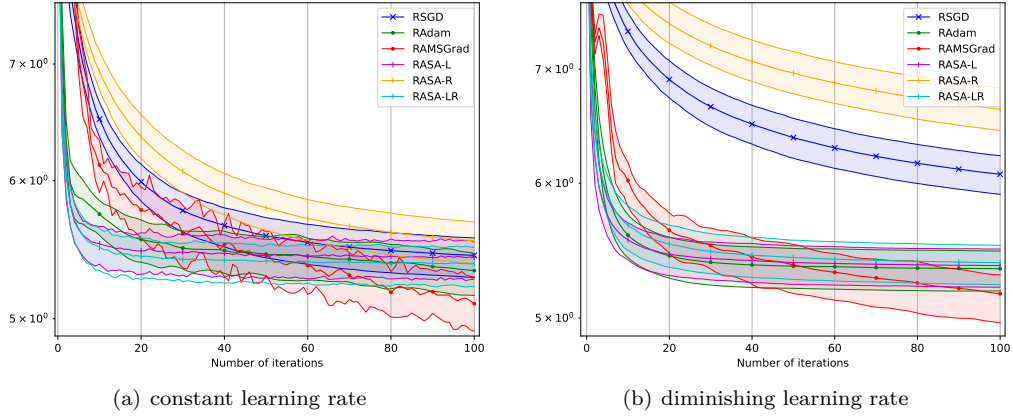 RSGD
RAdam
RAMSGrad
RASA-L
RASA-R
RASA-LR
7 × 10⁰
6 × 10⁰
5 × 10⁰
0 20 40 60 80 100
Number of iterations
(a) constant learning rate
RSGD
RAdam
RAMSGrad
RASA-L
RASA-R
RASA-LR
7 × 10⁰
6 × 10⁰
5 × 10⁰
0 20 40 60 80 100
Number of iterations
(b) diminishing learning rate